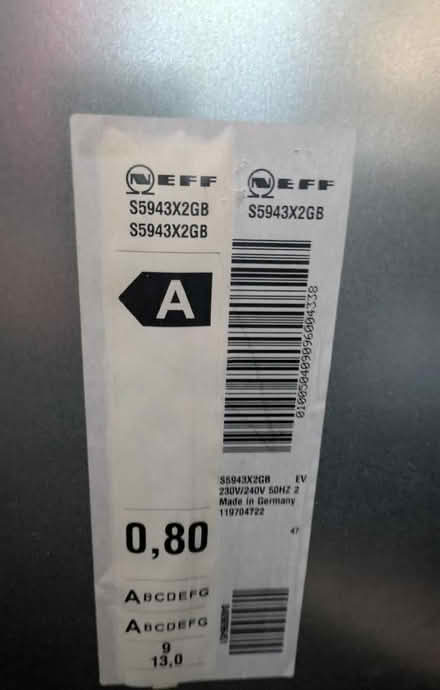 NEFF
S5943X2GB
S5943X2GB
A
0,80
ABCDEFG
ABCDEFG
9
13,0
NEFF
S5943X2GB
010050409096004338
S5943X2GB EV
230V/240V 50HZ 2
Made in Germany
119704722
47